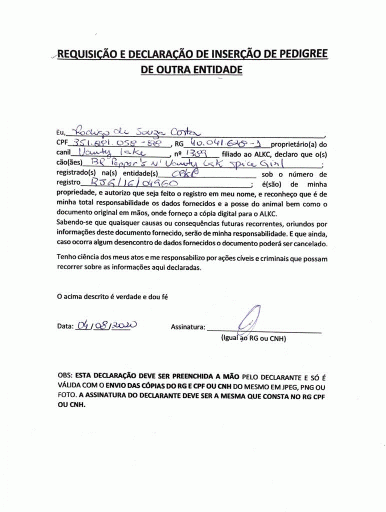 REQUISIÇÃO E DECLARAÇÃO DE INSERÇÃO DE PEDIGREE
DE OUTRA ENTIDADE
Eu, Rodrigo de Souza Costa,
CPF 351.891.058-88, RG 40.041.648-1 proprietário(a) do
canil Vanity Lake, nº 1389 filiado ao ALKC, declaro que o(s)
cão(ães) BR Pepper's N' Vanity Lak Spice Girl ;
registrado(s) na(s) entidade(s) CBKC sob o número de
registro RJG/16/04960 ; é(são) de minha
propriedade, e autorizo que seja feito o registro em meu nome, e reconheço que é de
minha total responsabilidade os dados fornecidos e a posse do animal bem como o
documento original em mãos, onde forneço a cópia digital para o ALKC.
Sabendo-se que quaisquer causas ou consequências futuras recorrentes, oriundos por
informações deste documento fornecido, serão de minha responsabilidade. E que ainda,
caso ocorra algum desencontro de dados fornecidos o documento poderá ser cancelado.
Tenho ciência dos meus atos e me responsabilizo por ações cíveis e criminais que possam
recorrer sobre as informações aqui declaradas.
O acima descrito é verdade e dou fé
Data: 04/08/2020 Assinatura:
(Igual ao RG ou CNH)
OBS: ESTA DECLARAÇÃO DEVE SER PREENCHIDA A MÃO PELO DECLARANTE E SÓ É
VÁLIDA COM O ENVIO DAS CÓPIAS DO RG E CPF OU CNH DO MESMO EM JPEG, PNG OU
FOTO. A ASSINATURA DO DECLARANTE DEVE SER A MESMA QUE CONSTA NO RG CPF
OU CNH.